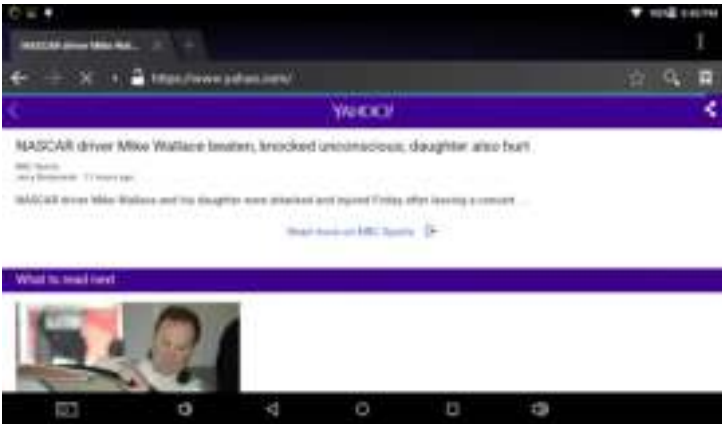 NASCAR driver Mike Wal...
https://www.yahoo.com/
YAHOO!
NASCAR driver Mike Wallace beaten, knocked unconscious; daughter also hurt
NBC Sports
NASCAR driver Mike Wallace and his daughter were attacked and injured Friday after leaving a concert ...
Read more on NBC Sports
What to read next